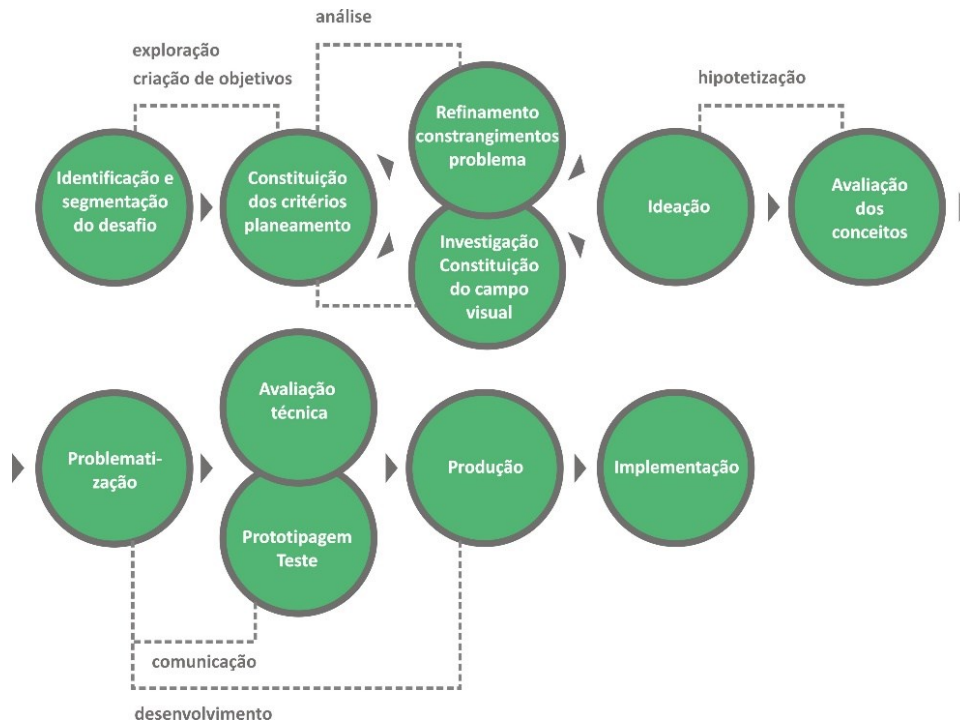 análise
exploração
criação de objetivos
hipotetização
Identificação e
segmentação
do desafio
Constituição
dos critérios
planeamento
Refinamento
constrangimentos
problema
Investigação
Constituição
do campo
visual
Ideação
Avaliação
dos
conceitos
Problemati-
zação
Avaliação
técnica
Prototipagem
Teste
Produção
Implementação
comunicação
desenvolvimento